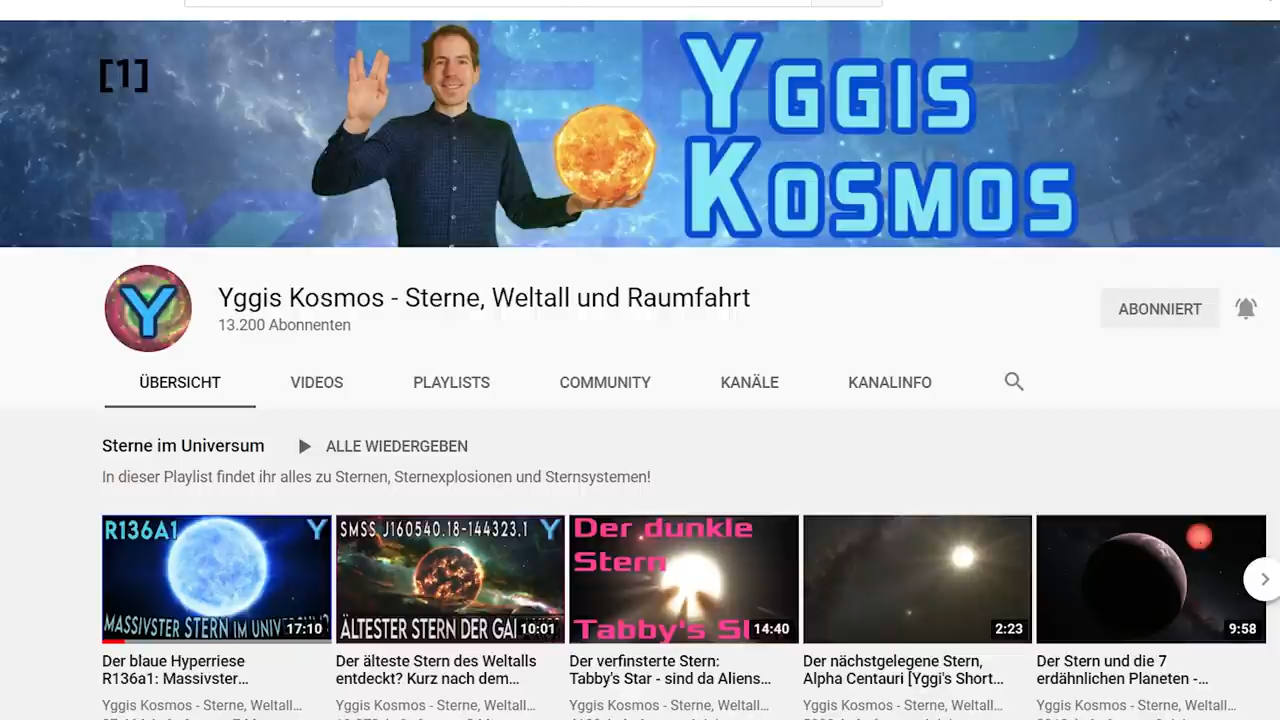 [1]
YGGIS
KOSMOS
Y
Yggis Kosmos - Sterne, Weltall und Raumfahrt
13.200 Abonnenten
ABONNIERT
ÜBERSICHT VIDEOS PLAYLISTS COMMUNITY KANÄLE KANALINFO
Sterne im Universum ALLE WIEDERGEBEN
In dieser Playlist findet ihr alles zu Sternen, Sternexplosionen und Sternsystemen!
R136A1 Y
MASSIVSTER STERN IM
17:10
SMSS J160540.18-144323.1 Y
ÄLTESTER STERN DER
10:01
Der dunkle
Stern
Tabby's
14:40
2:23
9:58
Der blaue Hyperriese
R136a1: Massivster...
Der älteste Stern des Weltalls
entdeckt? Kurz nach dem...
Der verfinsterte Stern:
Tabby's Star - sind da Aliens...
Der nächstgelegene Stern,
Alpha Centauri [Yggi's Short...
Der Stern und die 7
erdähnlichen Planeten -...
Yggis Kosmos - Sterne, Weltall...
Yggis Kosmos - Sterne, Weltall...
Yggis Kosmos - Sterne, Weltall...
Yggis Kosmos - Sterne, Weltall...
Yggis Kosmos - Sterne, Weltall...